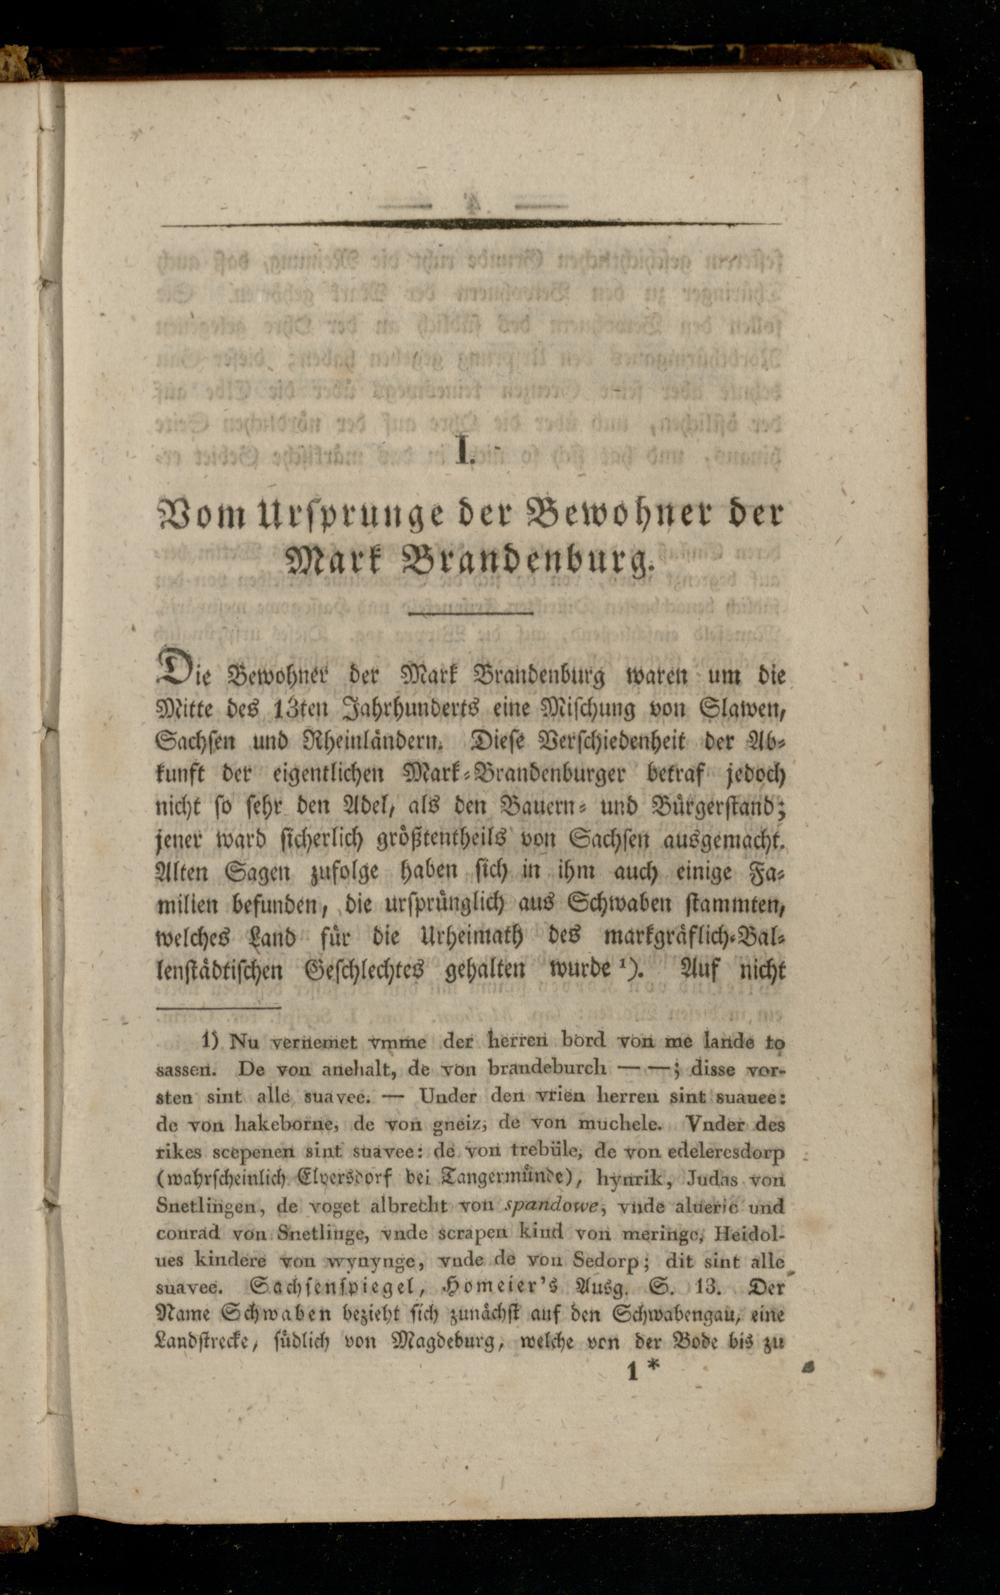 I.
Vom Ursprunge der Bewohner der
Mark Brandenburg.
Die Bewohner der Mark Brandenburg waren um die
Mitte des 13ten Jahrhunderts eine Mischung von Slawen,
Sachsen und Rheinländern. Diese Verschiedenheit der Ab-
kunft der eigentlichen Mark-Brandenburger betraf jedoch
nicht so sehr den Adel, als den Bauern- und Bürgerstand;
jener ward sicherlich größtentheils von Sachsen ausgemacht.
Alten Sagen zufolge haben sich in ihm auch einige Fa-
milien befunden, die ursprünglich aus Schwaben stammten,
welches Land für die Urheimath des markgräflich-Bal-
lenstädtischen Geschlechtes gehalten wurde ¹). Auf nicht
1) Nu vernemet vmme der herren bord von me lande to
sassen. De von anehalt, de von brandeburch — —; disse vor-
sten sint alle suavee. — Under den vrien herren sint suauee:
de von hakeborne, de von gneiz, de von muchele. Vnder des
rikes scepenen sint suavee: de von trebüle, de von edeleresdorp
(wahrscheinlich Elversdorf bei Tangermünde), hynrik, Judas von
Snetlingen, de voget albrecht von spandowe, vnde alueric und
conrad von Snetlinge, vnde scrapen kind von meringe, Heidol-
ues kindere von wynynge, vnde de von Sedorp; dit sint alle
suavee. Sachsenspiegel, Homeier's Ausg. S. 13. Der
Name Schwaben bezieht sich zunächst auf den Schwabengau, eine
Landstrecke, südlich von Magdeburg, welche von der Bode bis zu
1*